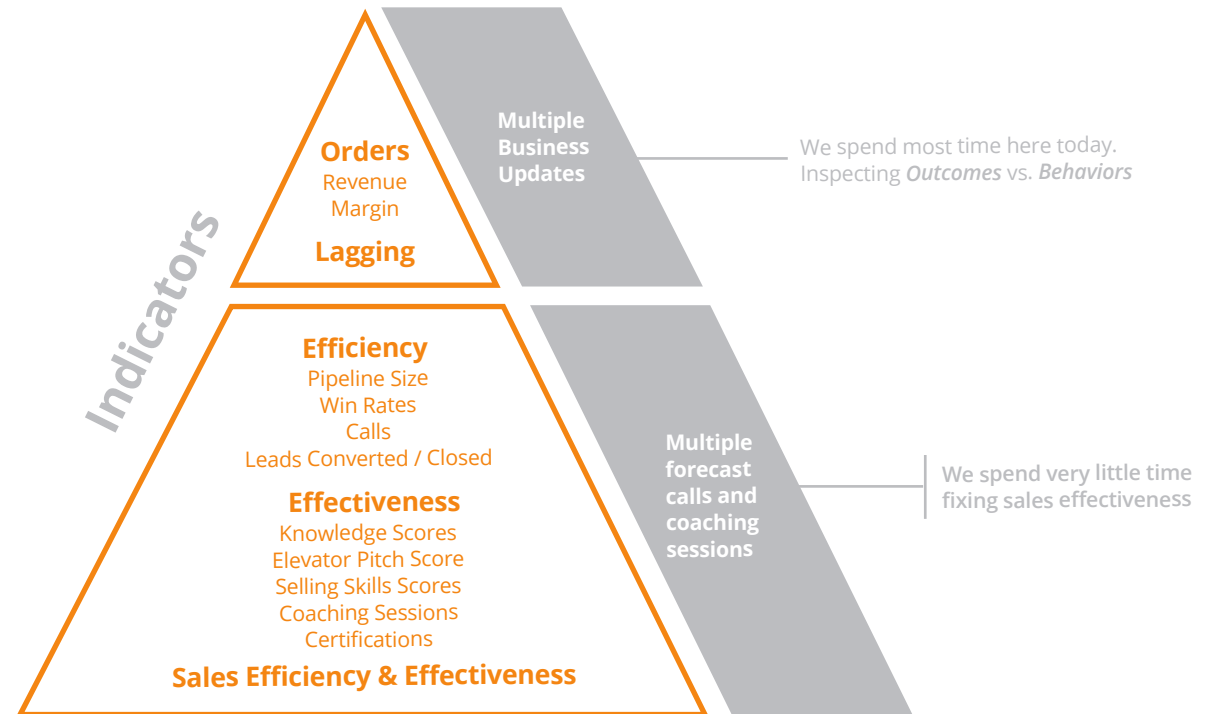 Indicators
Orders
Revenue
Margin
Lagging
Multiple
Business
Updates
We spend most time here today.
Inspecting Outcomes vs. Behaviors
Efficiency
Pipeline Size
Win Rates
Calls
Leads Converted / Closed
Effectiveness
Knowledge Scores
Elevator Pitch Score
Selling Skills Scores
Coaching Sessions
Certifications
Sales Efficiency & Effectiveness
Multiple
forecast
calls and
coaching
sessions
We spend very little time
fixing sales effectiveness